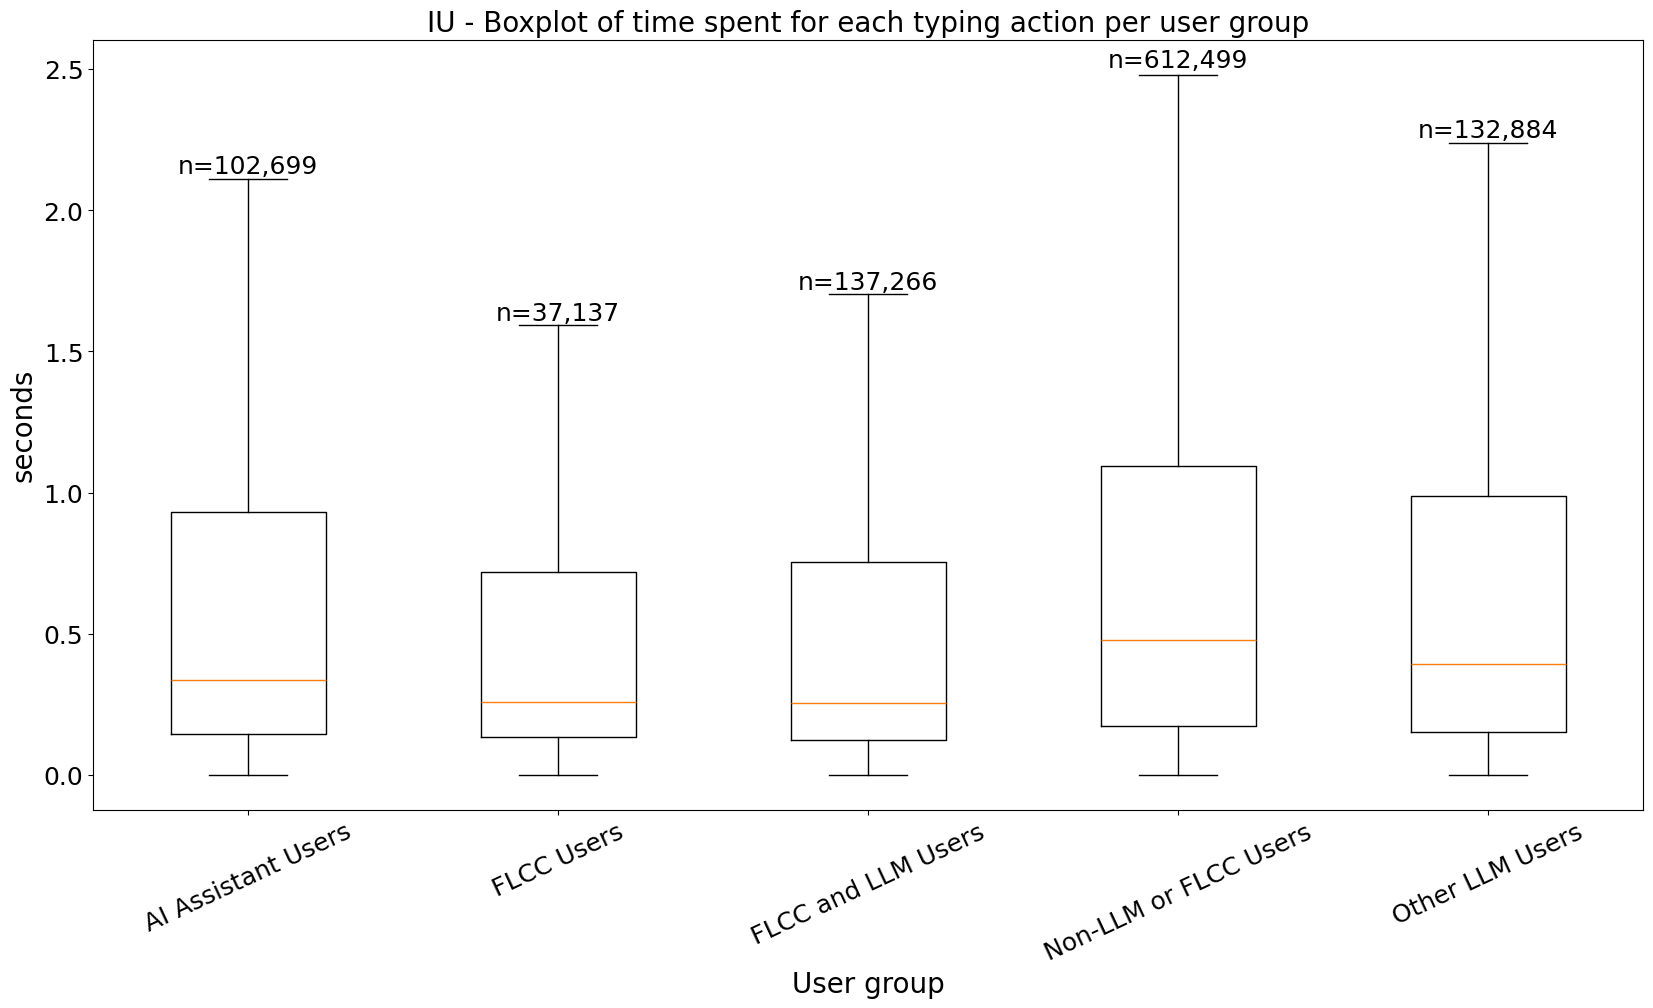 IU - Boxplot of time spent for each typing action per user group
n=612,499
n=132,884
n=102,699
n=137,266
n=37,137
2.5
2.0
1.5
1.0
0.5
0.0
seconds
AI Assistant Users
FLCC Users
FLCC and LLM Users
Non-LLM or FLCC Users
Other LLM Users
User group